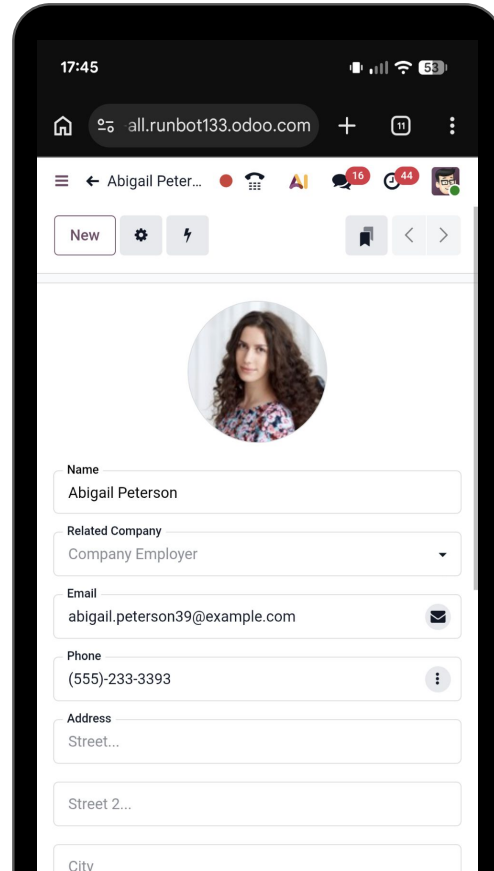 17:45
53
all.runbot133.odoo.com
11
Abigail Peter...
AI
16
44
New
Name
Abigail Peterson
Related Company
Company Employer
Email
abigail.peterson39@example.com
Phone
(555)-233-3393
Address
Street...
Street 2...
City